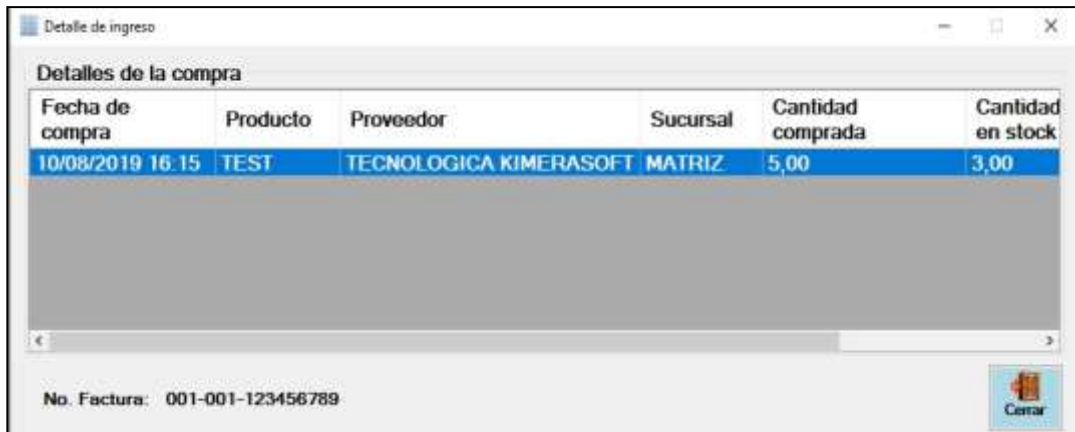 Detalle de ingreso
Detalles de la compra
Fecha de compra Producto Proveedor Sucursal Cantidad comprada Cantidad en stock
10/08/2019 16:15 TEST TECNOLOGICA KIMERASOFT MATRIZ 5,00 3,00
No. Factura: 001-001-123456789
Cerrar